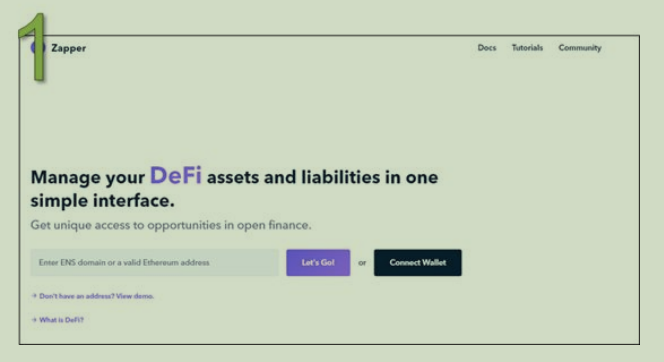 1
Zapper
Docs Tutorials Community
Manage your DeFi assets and liabilities in one
simple interface.
Get unique access to opportunities in open finance.
Enter ENS domain or a valid Ethereum address
Let's Go!
or
Connect Wallet
→ Don't have an address? View demo.
→ What is DeFi?